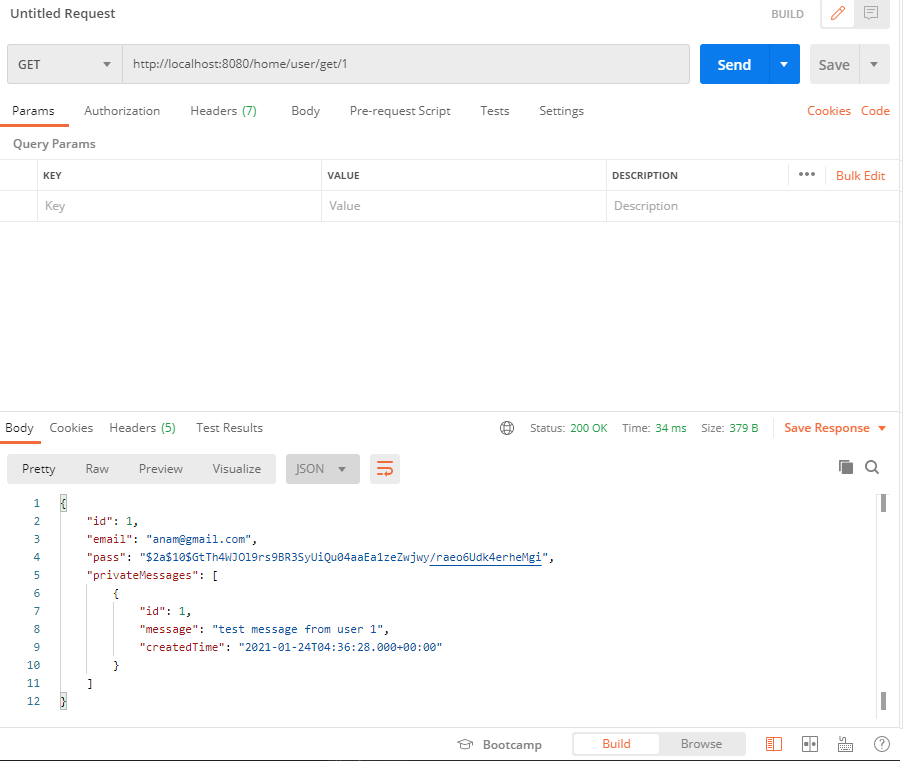 Untitled Request BUILD
GET http://localhost:8080/home/user/get/1 Send Save
Params Authorization Headers (7) Body Pre-request Script Tests Settings Cookies Code
Query Params
KEY VALUE DESCRIPTION ••• Bulk Edit
Key Value Description
Body Cookies Headers (5) Test Results Status: 200 OK Time: 34 ms Size: 379 B Save Response
Pretty Raw Preview Visualize JSON
1 {
2 "id": 1,
3 "email": "anam@gmail.com",
4 "pass": "$2a$10$GtTh4WJOl9rs9BR3SyUiQu04aaEa1zeZwjwy/raeo6Udk4erheMgi",
5 "privateMessages": [
6 {
7 "id": 1,
8 "message": "test message from user 1",
9 "createdTime": "2021-01-24T04:36:28.000+00:00"
10 }
11 ]
12 }
Bootcamp Build Browse